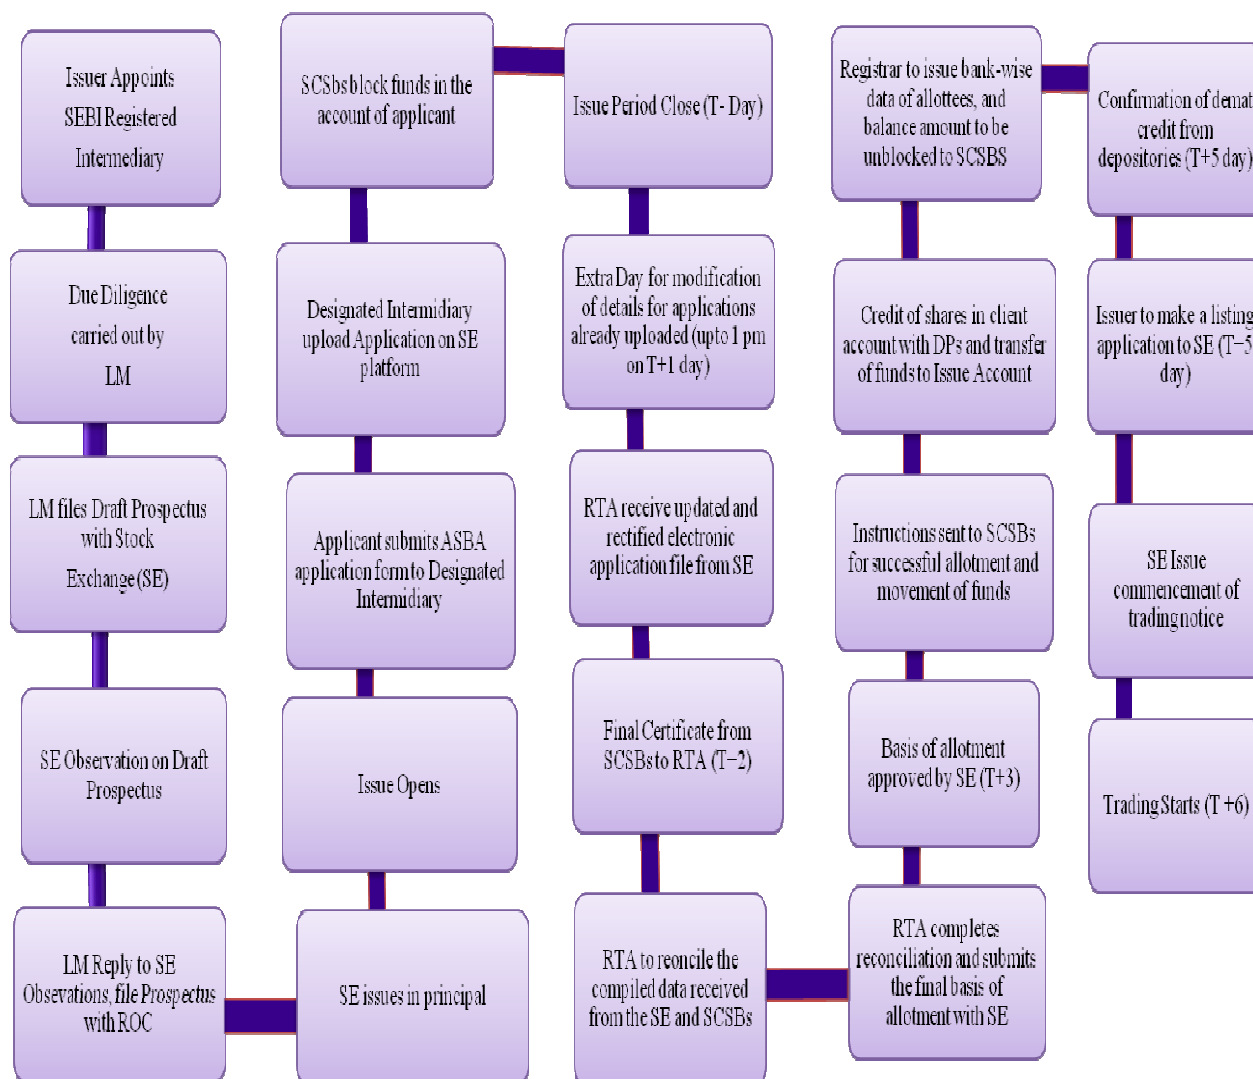 Issuer Appoints
SEBI Registered
Intermediary
Due Diligence
carried out by
LM
LM files Draft Prospectus
with Stock
Exchange (SE)
SE Observation on Draft
Prospectus
LM Reply to SE
Obsevations, file Prospectus
with ROC
SE issues in principal
Issue Opens
Applicant submits ASBA
application form to Designated
Intermidiary
Designated Intermidiary
upload Application on SE
platform
SCSbs block funds in the
account of applicant
Issue Period Close (T- Day)
Extra Day for modification
of details for applications
already uploaded (upto 1 pm
on T+1 day)
RTA receive updated and
rectified electronic
application file from SE
Final Certificate from
SCSBs to RTA (T+2)
RTA to reconcile the
compiled data received
from the SE and SCSBs
RTA completes
reconciliation and submits
the final basis of
allotment with SE
Basis of allotment
approved by SE (T+3)
Instructions sent to SCSBs
for successful allotment and
movement of funds
Credit of shares in client
account with DPs and transfer
of funds to Issue Account
Registrar to issue bank-wise
data of allottees, and
balance amount to be
unblocked to SCSBS
Confirmation of demat
credit from
depositories (T+5 day)
Issuer to make a listing
application to SE (T+5
day)
SE Issue
commencement of
trading notice
Trading Starts (T +6)